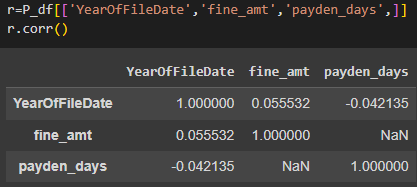 r=P_df[['YearOfFileDate','fine_amt','payden_days',]]
r.corr()
YearOfFileDate fine_amt payden_days
YearOfFileDate 1.000000 0.055532 -0.042135
fine_amt 0.055532 1.000000 NaN
payden_days -0.042135 NaN 1.000000